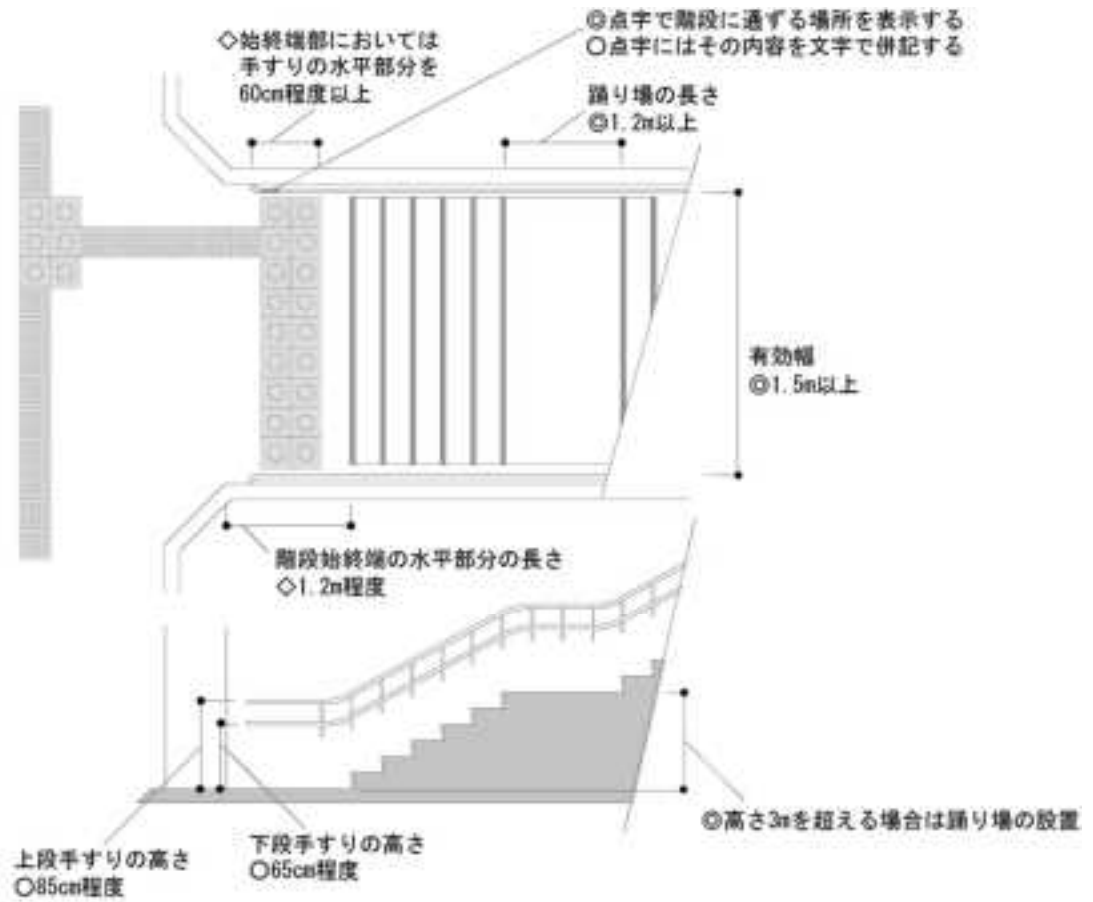 ◎点字で階段に通ずる場所を表示する
○点字にはその内容を文字で併記する
◇始終端部においては
手すりの水平部分を
60cm程度以上
踊り場の長さ
◎1.2m以上
有効幅
◎1.5m以上
階段始終端の水平部分の長さ
◇1.2m程度
◎高さ3mを超える場合は踊り場の設置
下段手すりの高さ
○65cm程度
上段手すりの高さ
○85cm程度